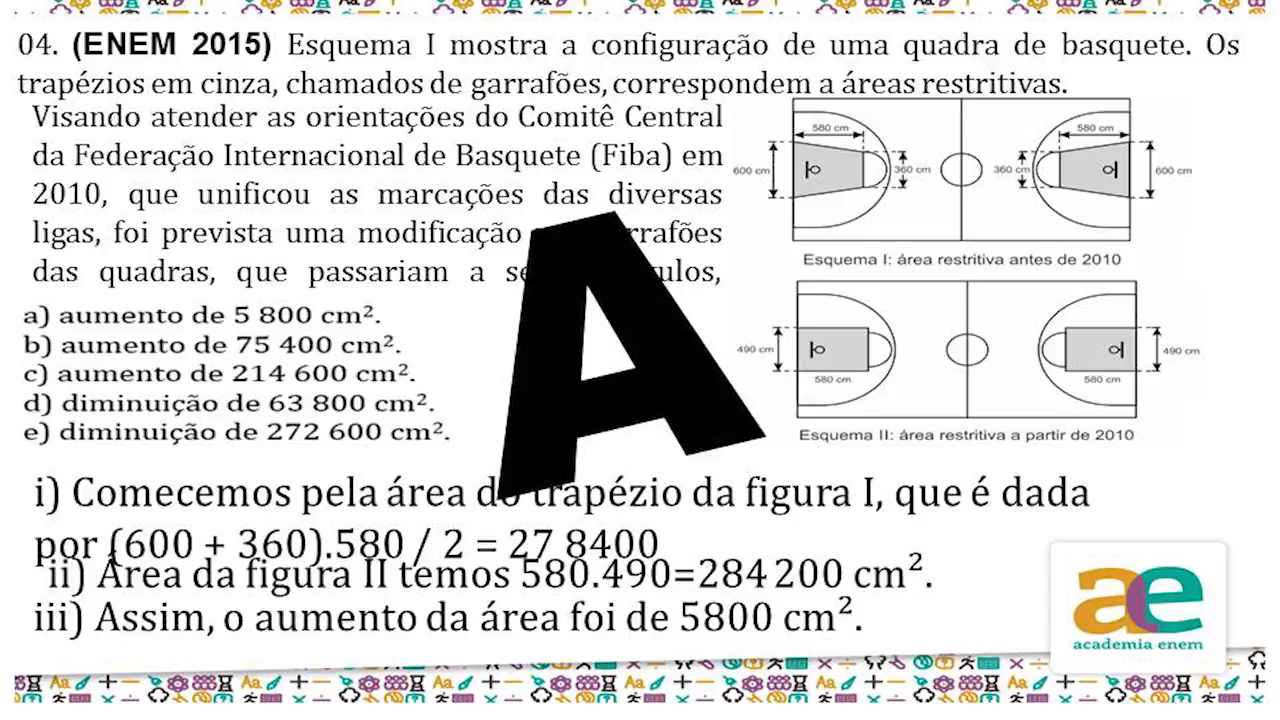 04. (ENEM 2015) Esquema I mostra a configuração de uma quadra de basquete. Os
trapézios em cinza, chamados de garrafões, correspondem a áreas restritivas.
Visando atender as orientações do Comitê Central
da Federação Internacional de Basquete (Fiba) em
2010, que unificou as marcações das diversas
ligas, foi prevista uma modificação
das quadras, que passariam a
a) aumento de 5 800 cm².
b) aumento de 75 400 cm².
c) aumento de 214 600 cm².
d) diminuição de 63 800 cm².
e) diminuição de 272 600 cm².
580 cm
580 cm
600 cm
360 cm
360 cm
600 cm
Esquema I: área restritiva antes de 2010
490 cm
490 cm
580 cm
580 cm
Esquema II: área restritiva a partir de 2010
A
i) Comecemos pela área do trapézio da figura I, que é dada
por (600 + 360).580 / 2 = 27 8400
ii) Área da figura II temos 580.490=284 200 cm².
iii) Assim, o aumento da área foi de 5800 cm².
ae
academia enem